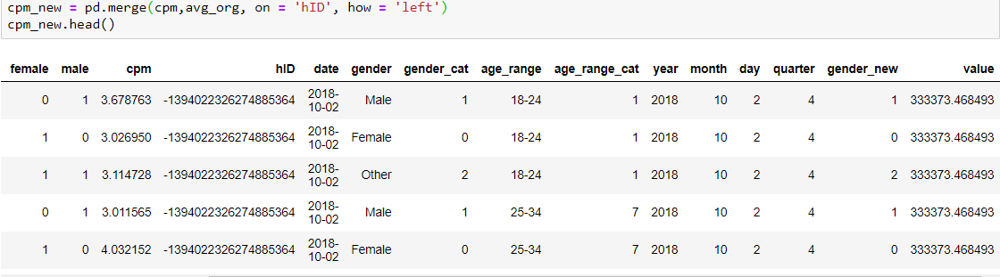 cpm_new = pd.merge(cpm,avg_org, on = 'hID', how = 'left')
cpm_new.head()
female male cpm hID date gender gender_cat age_range age_range_cat year month day quarter gender_new value
0 1 3.678763 -1394022326274885364 2018-10-02 Male 1 18-24 1 2018 10 2 4 1 333373.468493
1 0 3.026950 -1394022326274885364 2018-10-02 Female 0 18-24 1 2018 10 2 4 0 333373.468493
1 1 3.114728 -1394022326274885364 2018-10-02 Other 2 18-24 1 2018 10 2 4 2 333373.468493
0 1 3.011565 -1394022326274885364 2018-10-02 Male 1 25-34 7 2018 10 2 4 1 333373.468493
1 0 4.032152 -1394022326274885364 2018-10-02 Female 0 25-34 7 2018 10 2 4 0 333373.468493